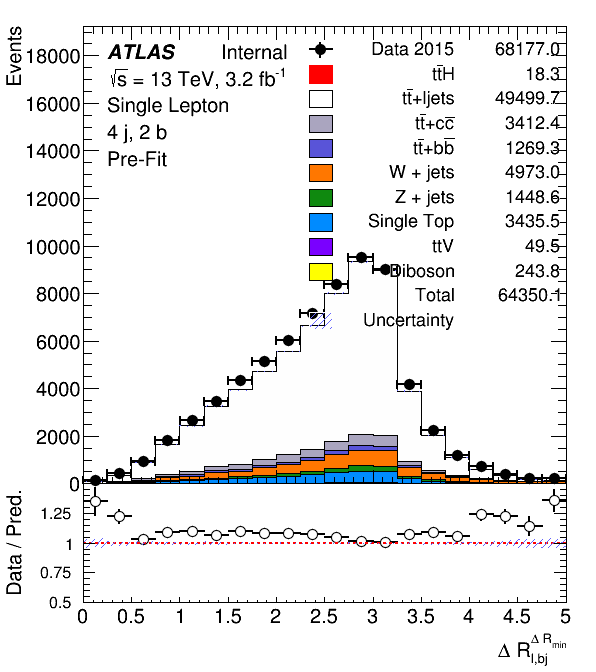 Events
18000
16000
14000
12000
10000
8000
6000
4000
2000
0
ATLAS Internal
√s = 13 TeV, 3.2 fb⁻¹
Single Lepton
4 j, 2 b
Pre-Fit
Data 2015 68177.0
tt̄H 18.3
tt̄+ljets 49499.7
tt̄+cc̄ 3412.4
tt̄+bb̄ 1269.3
W + jets 4973.0
Z + jets 1448.6
Single Top 3435.5
ttV 49.5
Diboson 243.8
Total 64350.1
Uncertainty
Data / Pred.
1.25
1
0.75
0.5
0 0.5 1 1.5 2 2.5 3 3.5 4 4.5 5
Δ R_{l,bj}^{Δ R_{min}}